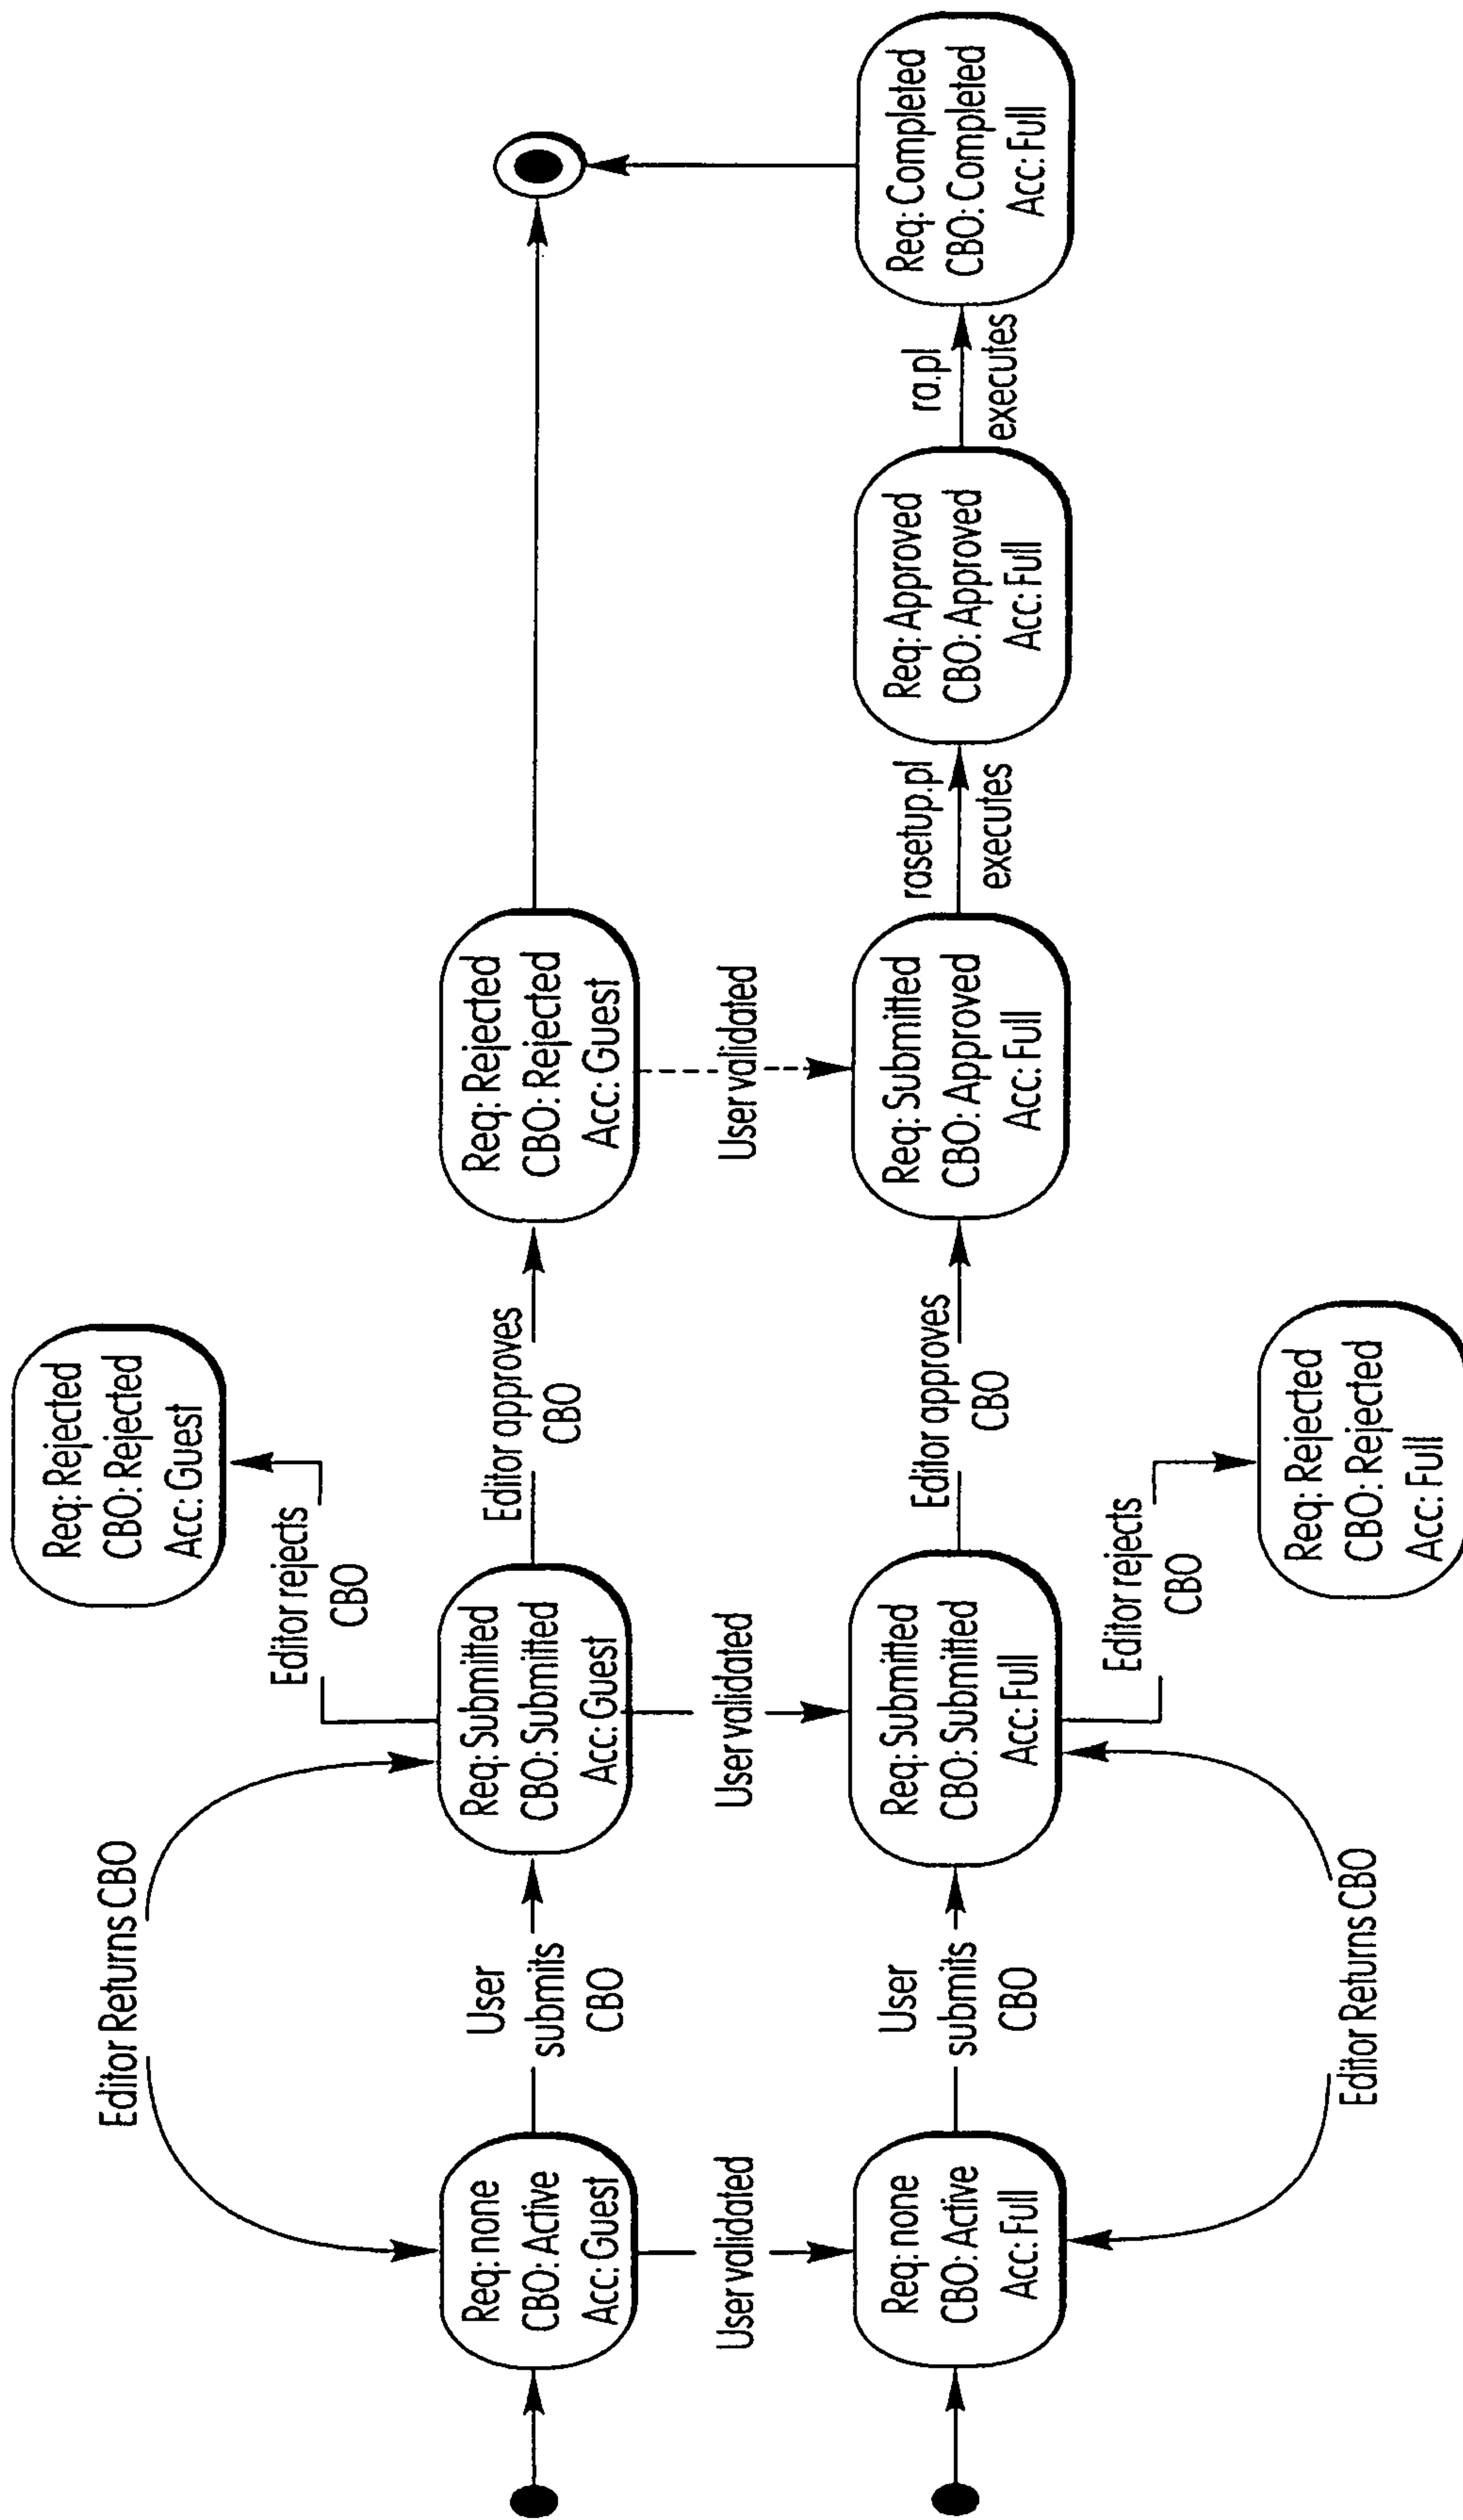 Req: Rejected
CBO: Rejected
Acc: Guest
Editor Returns CBO
Editor rejects
CBO
Req: none
CBO: Active
Acc: Guest
User
submits
CBO
Req: Submitted
CBO: Submitted
Acc: Guest
Editor approves
CBO
Req: Rejected
CBO: Rejected
Acc: Guest
User validated
User validated
User validated
Req: none
CBO: Active
Acc: Full
User
submits
CBO
Req: Submitted
CBO: Submitted
Acc: Full
Editor approves
CBO
Req: Submitted
CBO: Approved
Acc: Full
rasetup.pl
executes
Req: Approved
CBO: Approved
Acc: Full
ra.pl
executes
Req: Completed
CBO: Completed
Acc: Full
Editor rejects
CBO
Editor Returns CBO
Req: Rejected
CBO: Rejected
Acc: Full